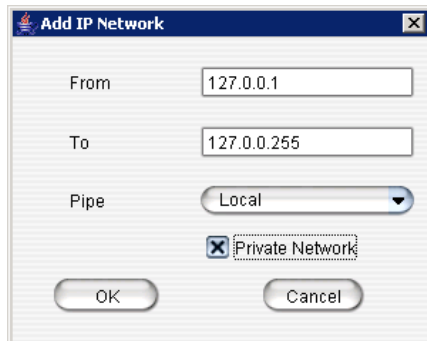 Add IP Network
From 127.0.0.1
To 127.0.0.255
Pipe Local
Private Network
OK Cancel